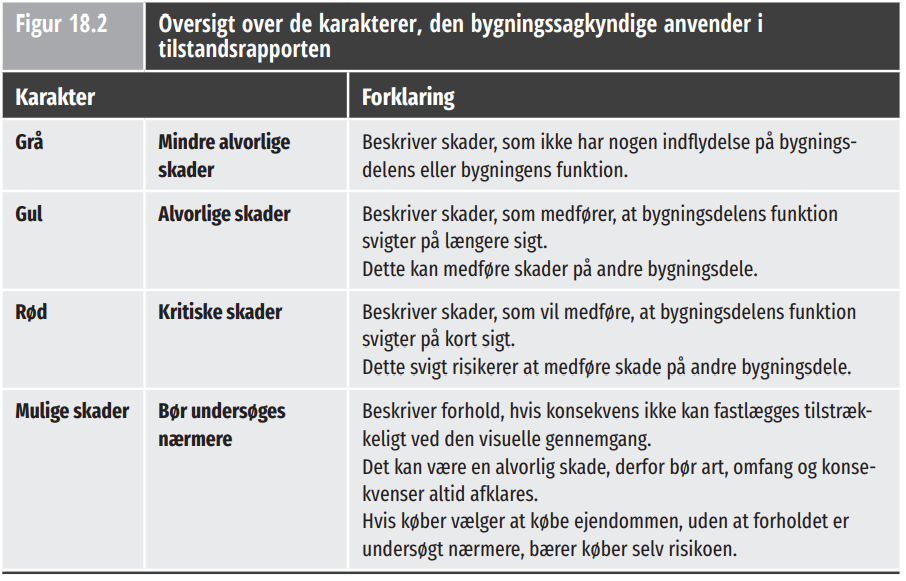 Figur 18.2
Oversigt over de karakterer, den bygningssagkyndige anvender i
tilstandsrapporten
Karakter
Forklaring
Grå
Mindre alvorlige
skader
Beskriver skader, som ikke har nogen indflydelse på bygnings-
delens eller bygningens funktion.
Gul
Alvorlige skader
Beskriver skader, som medfører, at bygningsdelens funktion
svigter på længere sigt.
Dette kan medføre skader på andre bygningsdele.
Rød
Kritiske skader
Beskriver skader, som vil medføre, at bygningsdelens funktion
svigter på kort sigt.
Dette svigt risikerer at medføre skade på andre bygningsdele.
Mulige skader
Bør undersøges
nærmere
Beskriver forhold, hvis konsekvens ikke kan fastlægges tilstræk-
keligt ved den visuelle gennemgang.
Det kan være en alvorlig skade, derfor bør art, omfang og konse-
kvenser altid afklares.
Hvis køber vælger at købe ejendommen, uden at forholdet er
undersøgt nærmere, bærer køber selv risikoen.